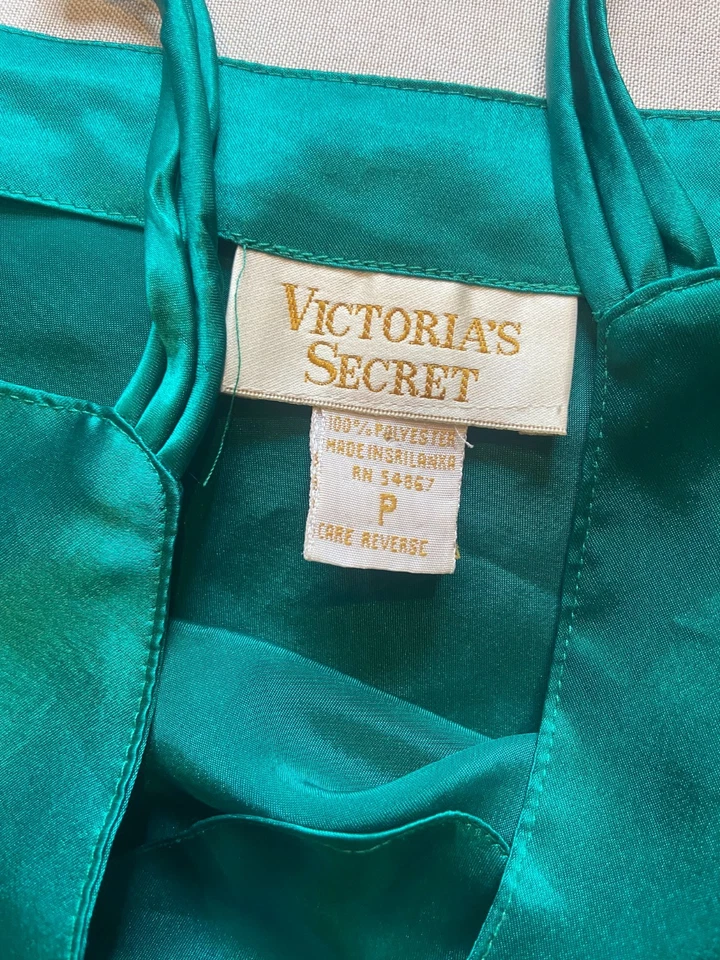 VICTORIA'S
SECRET
100% POLYESTER
MADE IN SRI LANKA
RN 54867
P
CARE REVERSE